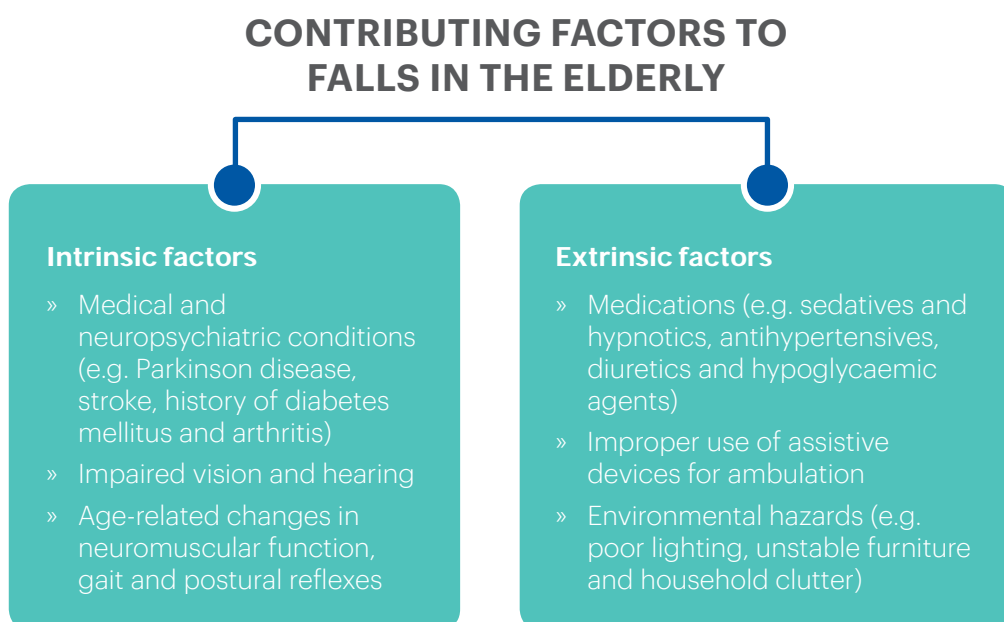 CONTRIBUTING FACTORS TO
FALLS IN THE ELDERLY
Intrinsic factors
» Medical and
neuropsychiatric conditions
(e.g. Parkinson disease,
stroke, history of diabetes
mellitus and arthritis)
» Impaired vision and hearing
» Age-related changes in
neuromuscular function,
gait and postural reflexes
Extrinsic factors
» Medications (e.g. sedatives and
hypnotics, antihypertensives,
diuretics and hypoglycaemic
agents)
» Improper use of assistive
devices for ambulation
» Environmental hazards (e.g.
poor lighting, unstable furniture
and household clutter)